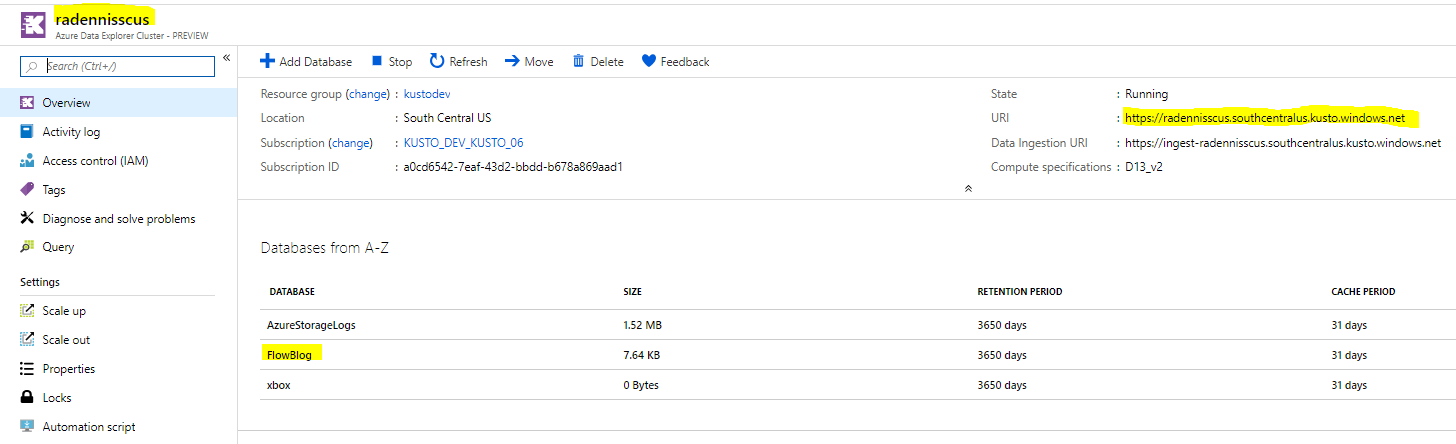 radennisscus
Azure Data Explorer Cluster - PREVIEW
Search (Ctrl+/)
Overview
Activity log
Access control (IAM)
Tags
Diagnose and solve problems
Query
Settings
Scale up
Scale out
Properties
Locks
Automation script
Add Database Stop Refresh Move Delete Feedback
Resource group (change) : kustodev
Location : South Central US
Subscription (change) : KUSTO_DEV_KUSTO_06
Subscription ID : a0cd6542-7eaf-43d2-bbdd-b678a869aad1
State : Running
URI : https://radennisscus.southcentralus.kusto.windows.net
Data Ingestion URI : https://ingest-radennisscus.southcentralus.kusto.windows.net
Compute specifications : D13_v2
Databases from A-Z
DATABASE SIZE RETENTION PERIOD CACHE PERIOD
AzureStorageLogs 1.52 MB 3650 days 31 days
FlowBlog 7.64 KB 3650 days 31 days
xbox 0 Bytes 3650 days 31 days